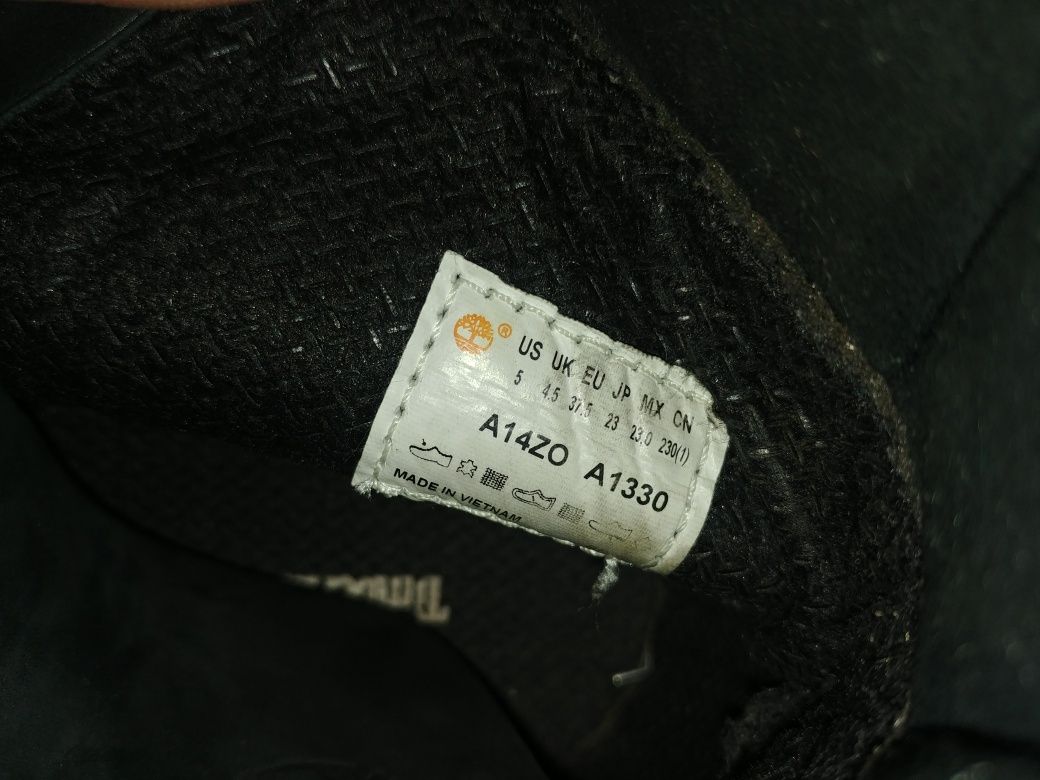 ®
US UK EU JP MX CN
5 4.5 37.5 23 23.0 230(1)
A14ZO A1330
MADE IN VIETNAM